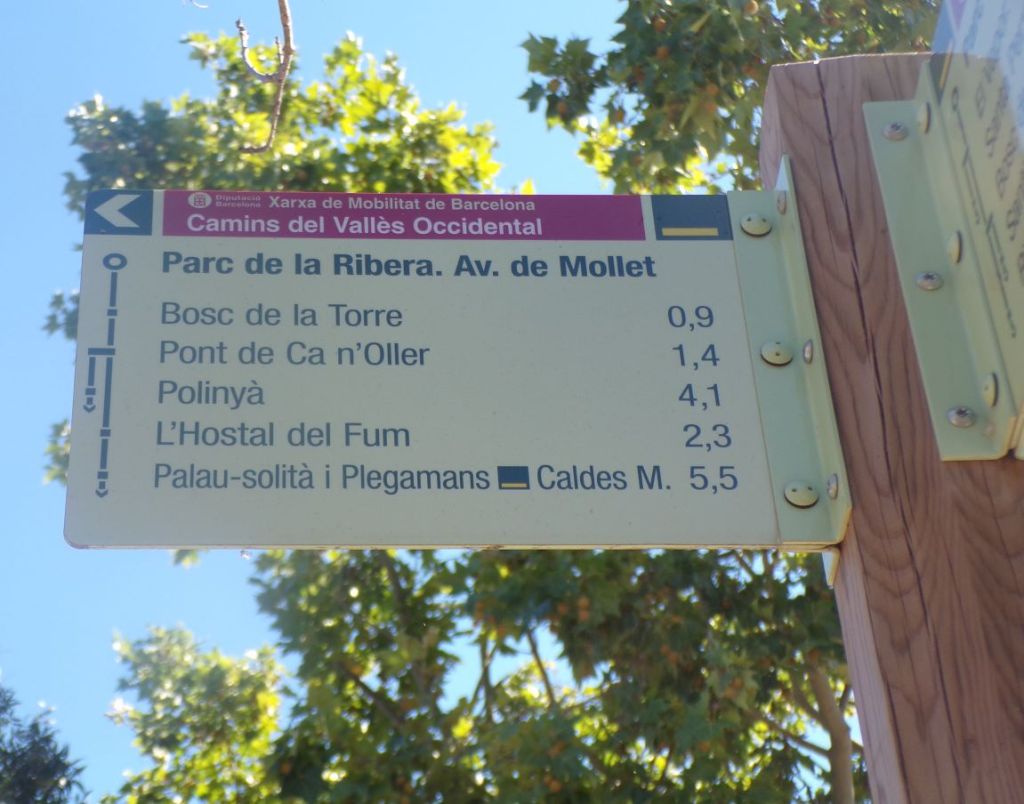 Diputació
Barcelona
Xarxa de Mobilitat de Barcelona
Camins del Vallès Occidental
Parc de la Ribera. Av. de Mollet
Bosc de la Torre 0,9
Pont de Ca n'Oller 1,4
Polinyà 4,1
L'Hostal del Fum 2,3
Palau-solità i Plegamans Caldes M. 5,5